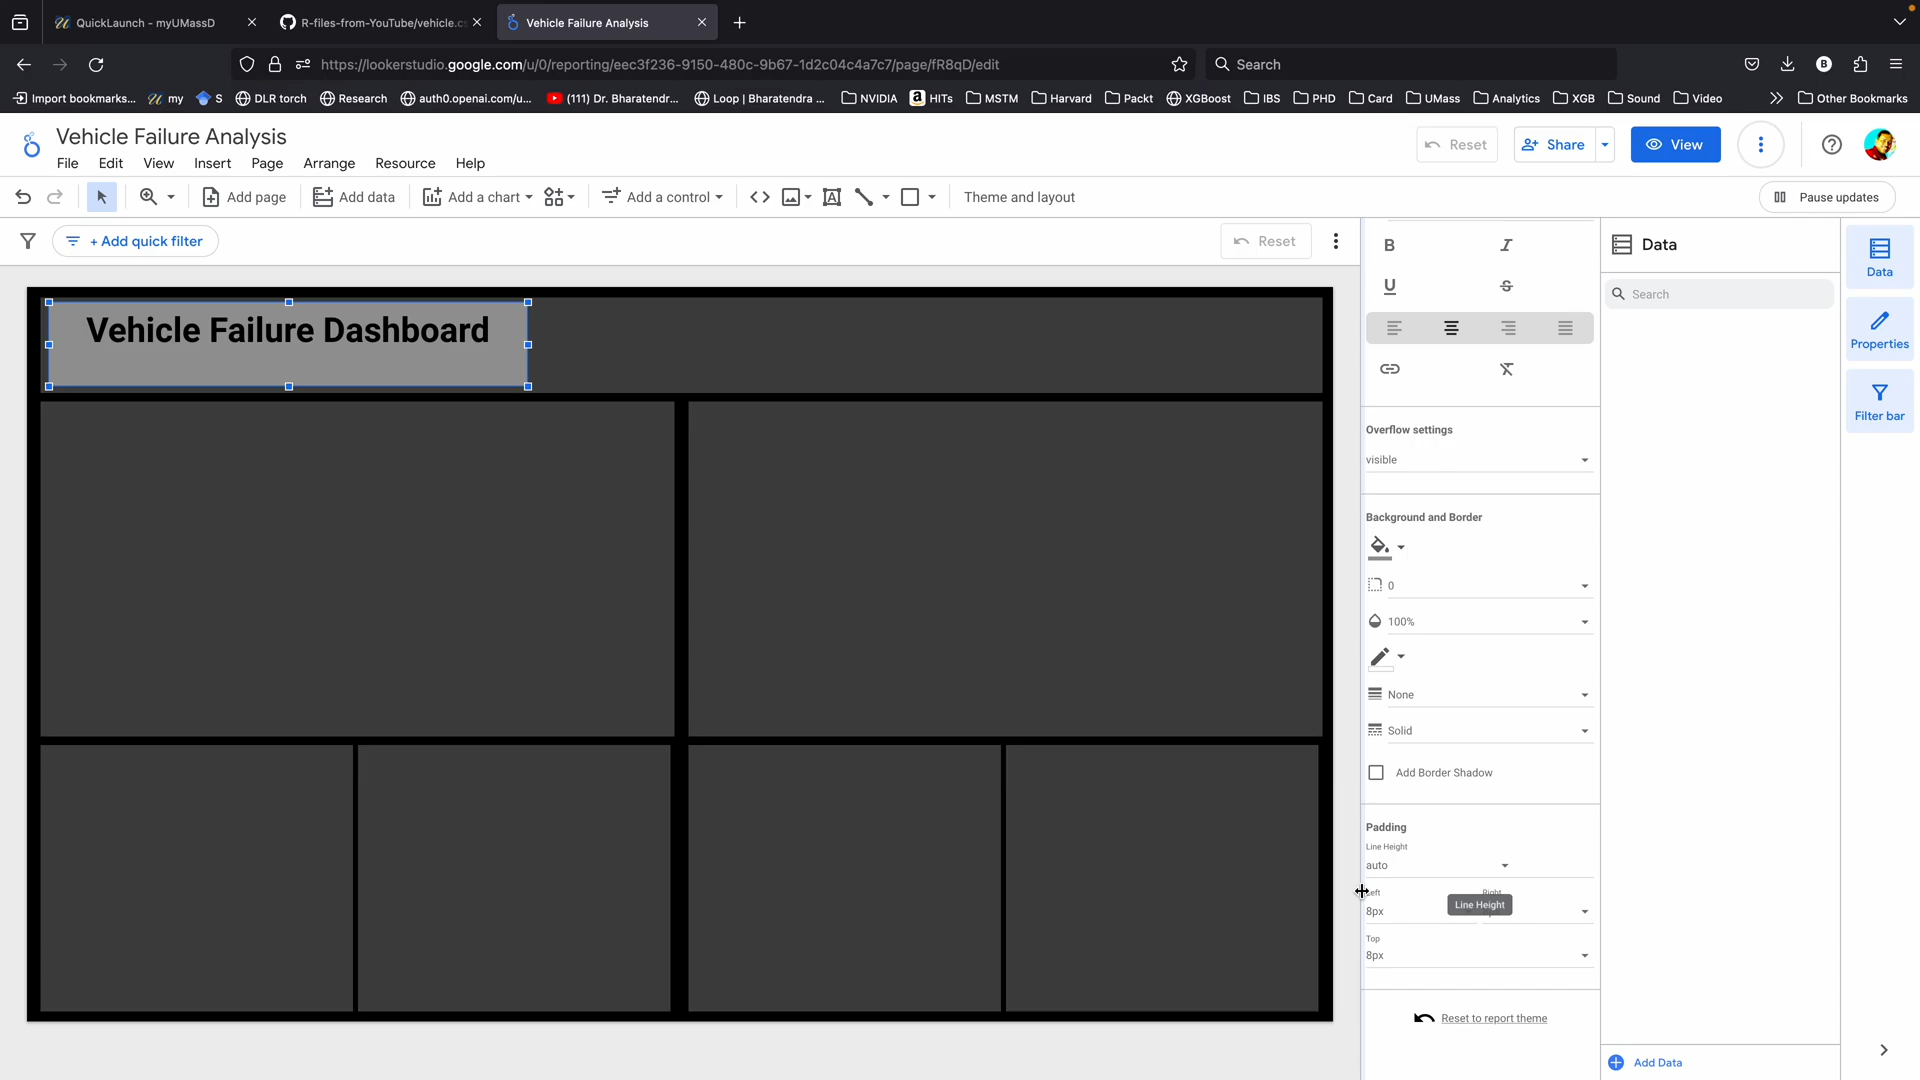 QuickLaunch - myUMassD
R-files-from-YouTube/vehicle.cs
Vehicle Failure Analysis
https://lookerstudio.google.com/u/0/reporting/eec3f236-9150-480c-9b67-1d2c04c4a7c7/page/fR8qD/edit
Search
B
Import bookmarks...
my
S
DLR torch
Research
auth0.openai.com/u...
(111) Dr. Bharatendr...
Loop | Bharatendra ...
NVIDIA
HITs
MSTM
Harvard
Packt
XGBoost
IBS
PHD
Card
UMass
Analytics
XGB
Sound
Video
Other Bookmarks
Vehicle Failure Analysis
File Edit View Insert Page Arrange Resource Help
Reset
Share
View
Add page
Add data
Add a chart
Add a control
Theme and layout
Pause updates
+ Add quick filter
Reset
Vehicle Failure Dashboard
B
I
U
S
Overflow settings
visible
Background and Border
0
100%
None
Solid
Add Border Shadow
Padding
Line Height
auto
Left
Right
Line Height
8px
Top
8px
Reset to report theme
Data
Search
Add Data
Data
Properties
Filter bar